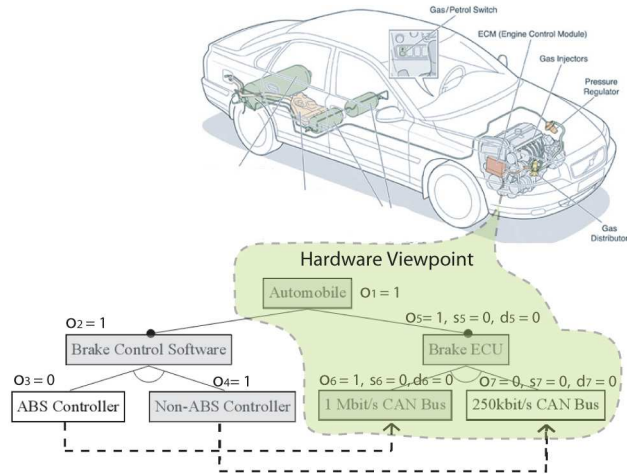 Gas/Petrol Switch
ECM (Engine Control Module)
Gas Injectors
Pressure
Regulator
Gas
Distributor
Hardware Viewpoint
Automobile
O1 = 1
O2 = 1
O5= 1, s5 = 0, d5 = 0
Brake Control Software
Brake ECU
O3 = 0
O4= 1
O6= 1, s6 = 0, d6 = 0
O7= 0, s7 = 0, d7 = 0
ABS Controller
Non-ABS Controller
1 Mbit/s CAN Bus
250kbit/s CAN Bus